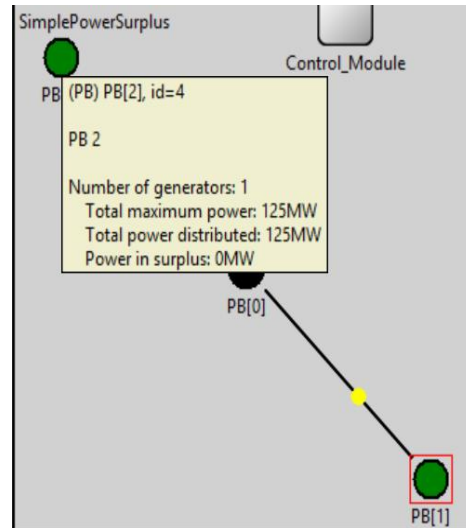 SimplePowerSurplus
Control_Module
PB
(PB) PB[2], id=4
PB 2
Number of generators: 1
Total maximum power: 125MW
Total power distributed: 125MW
Power in surplus: 0MW
PB[0]
PB[1]